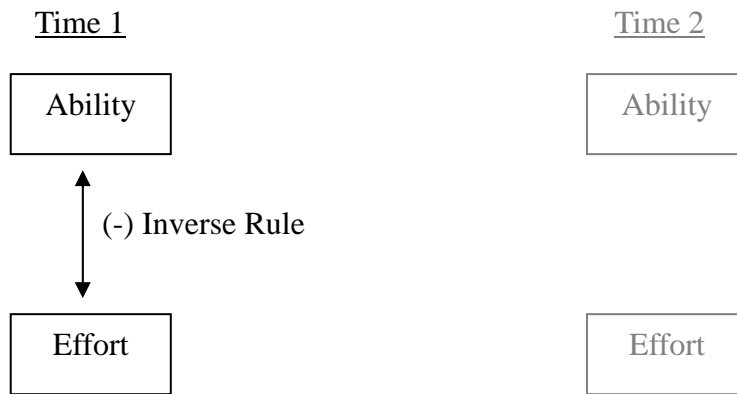 Time 1 Time 2
Ability Ability
(-) Inverse Rule
Effort Effort